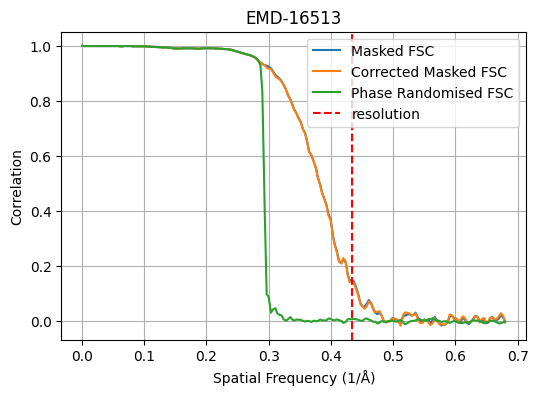 EMD-16513
Masked FSC
Corrected Masked FSC
Phase Randomised FSC
resolution
Correlation
1.0
0.8
0.6
0.4
0.2
0.0
0.0 0.1 0.2 0.3 0.4 0.5 0.6 0.7
Spatial Frequency (1/Å)